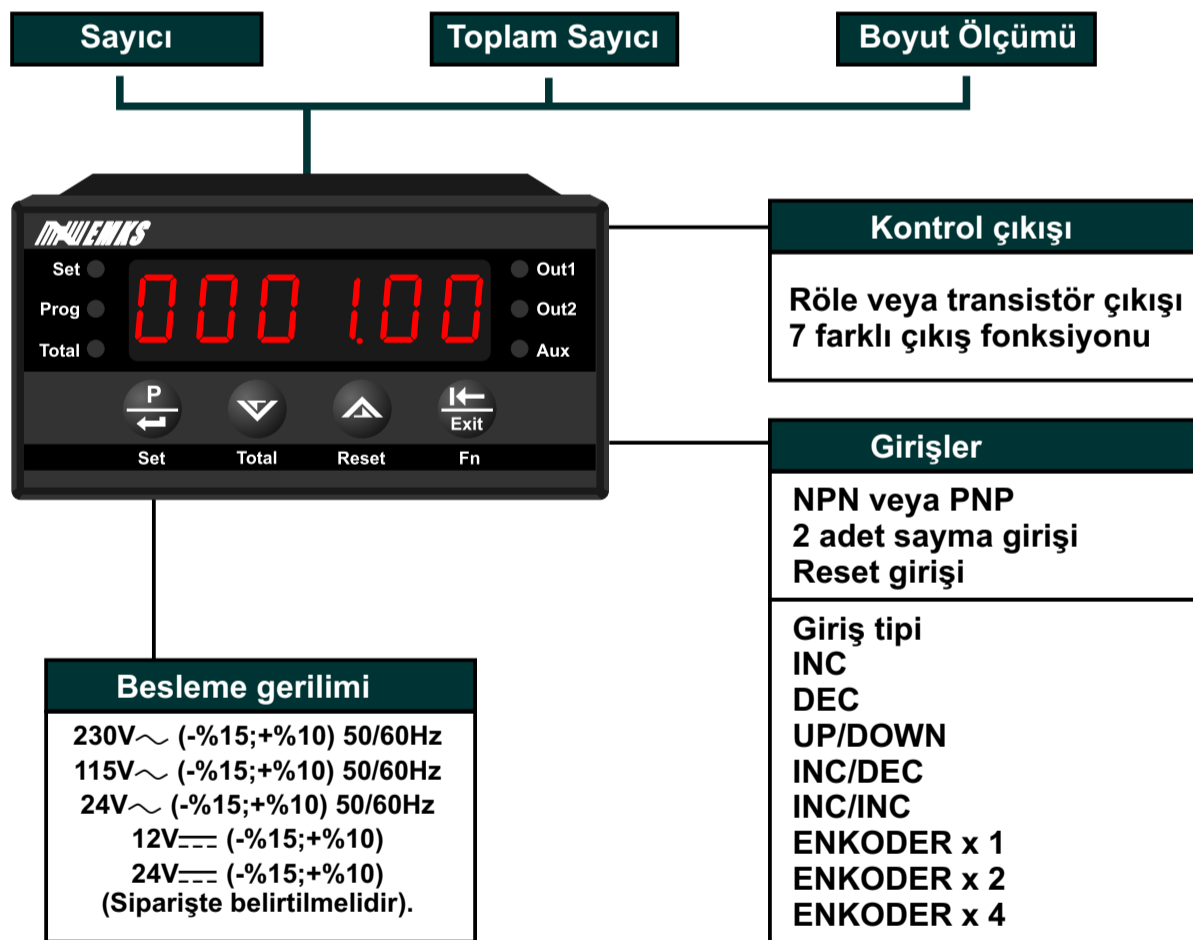 Sayıcı
Toplam Sayıcı
Boyut Ölçümü
EMKS
Set
Prog
Total
0001.00
Out1
Out2
Aux
P
Exit
Set
Total
Reset
Fn
Kontrol çıkışı
Röle veya transistör çıkışı
7 farklı çıkış fonksiyonu
Girişler
NPN veya PNP
2 adet sayma girişi
Reset girişi
Giriş tipi
INC
DEC
UP/DOWN
INC/DEC
INC/INC
ENKODER x 1
ENKODER x 2
ENKODER x 4
Besleme gerilimi
230V～ (-%15;+%10) 50/60Hz
115V～ (-%15;+%10) 50/60Hz
24V～ (-%15;+%10) 50/60Hz
12V⎓ (-%15;+%10)
24V⎓ (-%15;+%10)
(Siparişte belirtilmelidir).